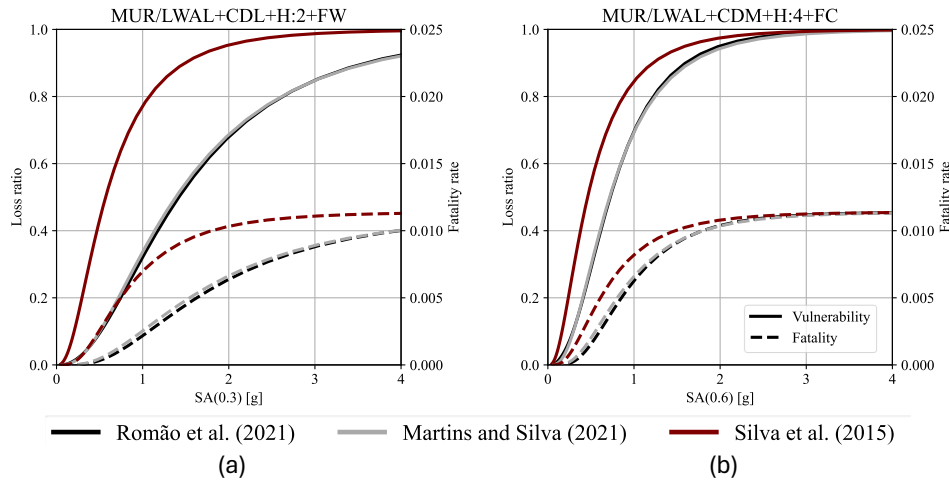 MUR/LWAL+CDL+H:2+FW
1.0
0.8
0.6
0.4
0.2
0.0
Loss ratio
0
1
2
3
4
SA(0.3) [g]
0.025
0.020
0.015
0.010
0.005
0.000
Fatality rate
MUR/LWAL+CDM+H:4+FC
1.0
0.8
0.6
0.4
0.2
0.0
Loss ratio
0
1
2
3
4
SA(0.6) [g]
0.025
0.020
0.015
0.010
0.005
0.000
Fatality rate
Vulnerability
Fatality
Romão et al. (2021) Martins and Silva (2021) Silva et al. (2015)
(a) (b)